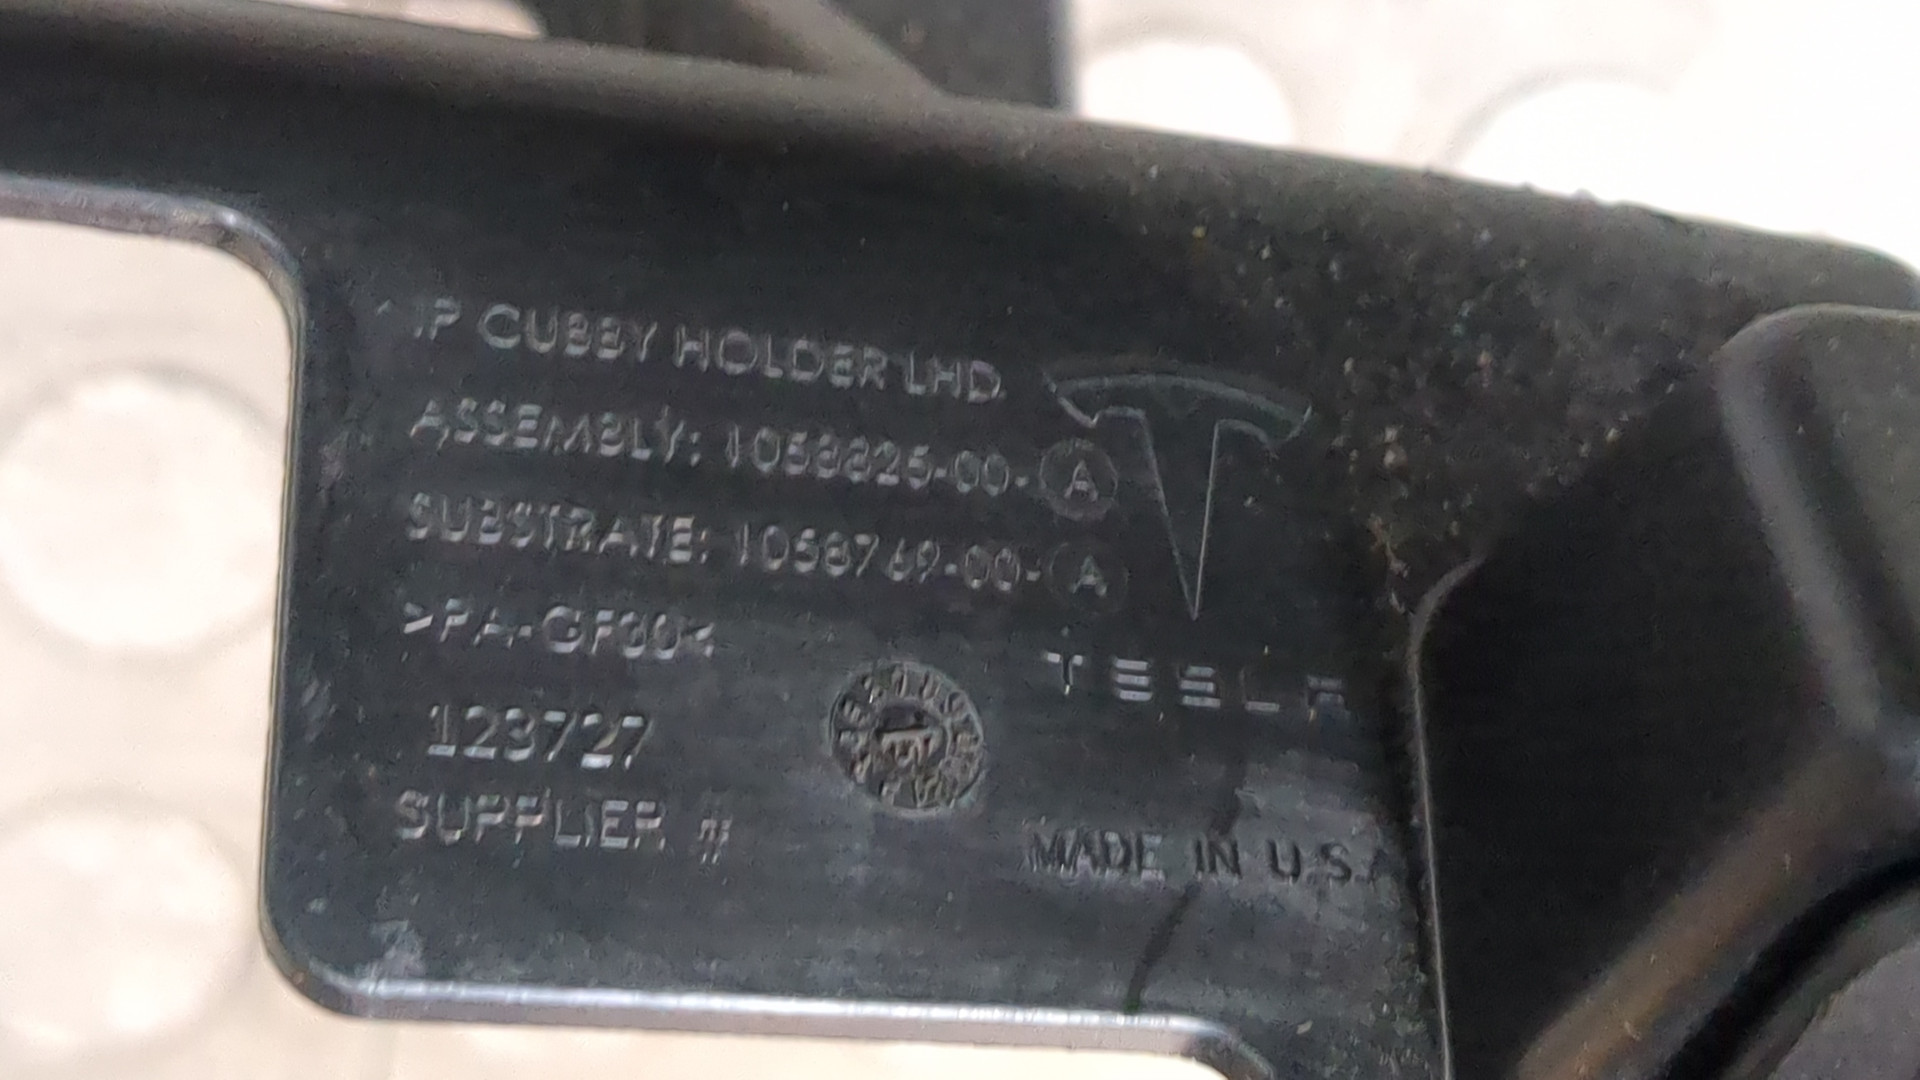 IP CUBBY HOLDER LHD
ASSEMBLY: 1058825-00-A
SUBSTRATE: 1058769-00-A
>PA-GF30<
123727
SUPPLIER #
TESLA
MADE IN U.S.A